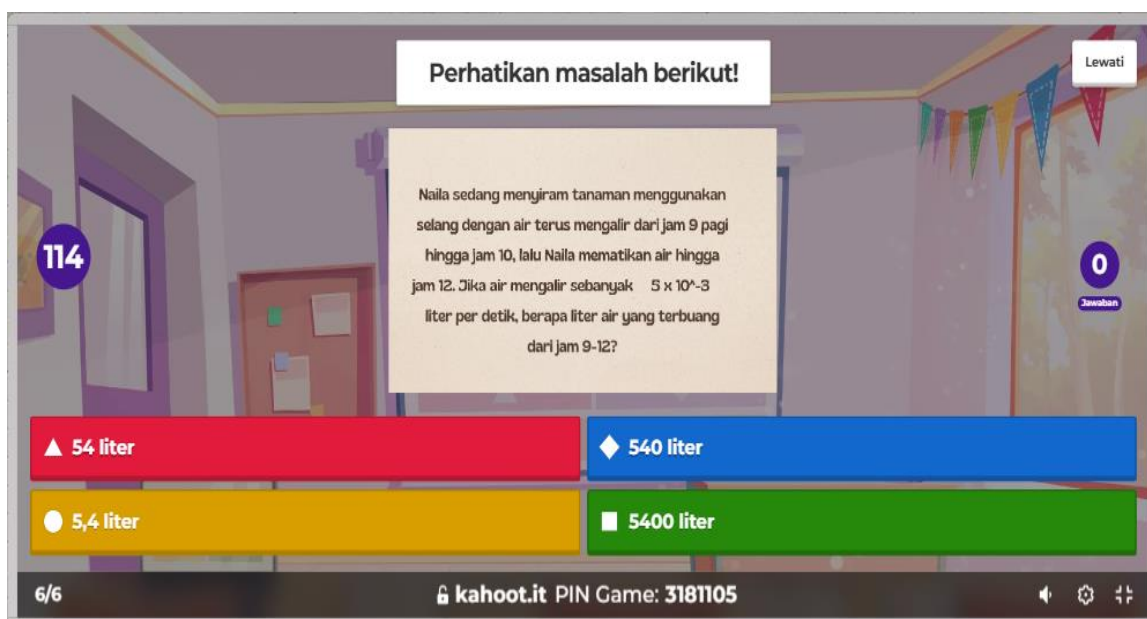 Perhatikan masalah berikut!
Lewati
Naila sedang menyiram tanaman menggunakan
selang dengan air terus mengalir dari jam 9 pagi
hingga jam 10, lalu Naila mematikan air hingga
jam 12. Jika air mengalir sebanyak 5 x 10^-3
liter per detik, berapa liter air yang terbuang
dari jam 9-12?
114
0
Jawaban
54 liter
540 liter
5,4 liter
5400 liter
6/6
kahoot.it PIN Game: 3181105